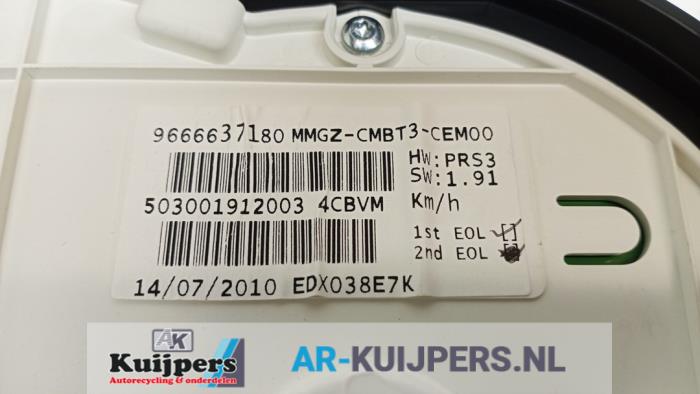 9666637180 MMGZ-CMBT3-CEM00
HW:PRS3
SW:1.91
503001912003 4CBVM
Km/h
1st EOL
2nd EOL
14/07/2010 EDX038E7K
AK
Kuijpers
Autorecycling & onderdelen
AR-KUIJPERS.NL